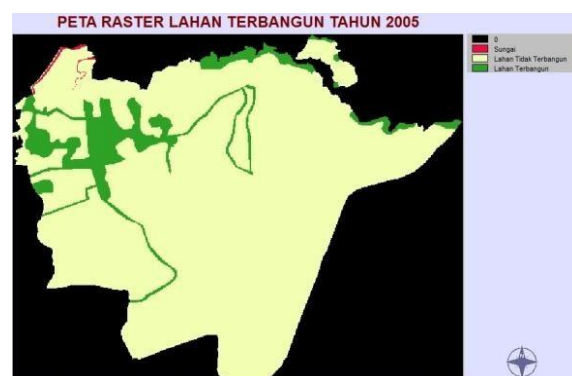 PETA RASTER LAHAN TERBANGUN TAHUN 2005
0
Sungai
Lahan Tidak Terbangun
Lahan Terbangun